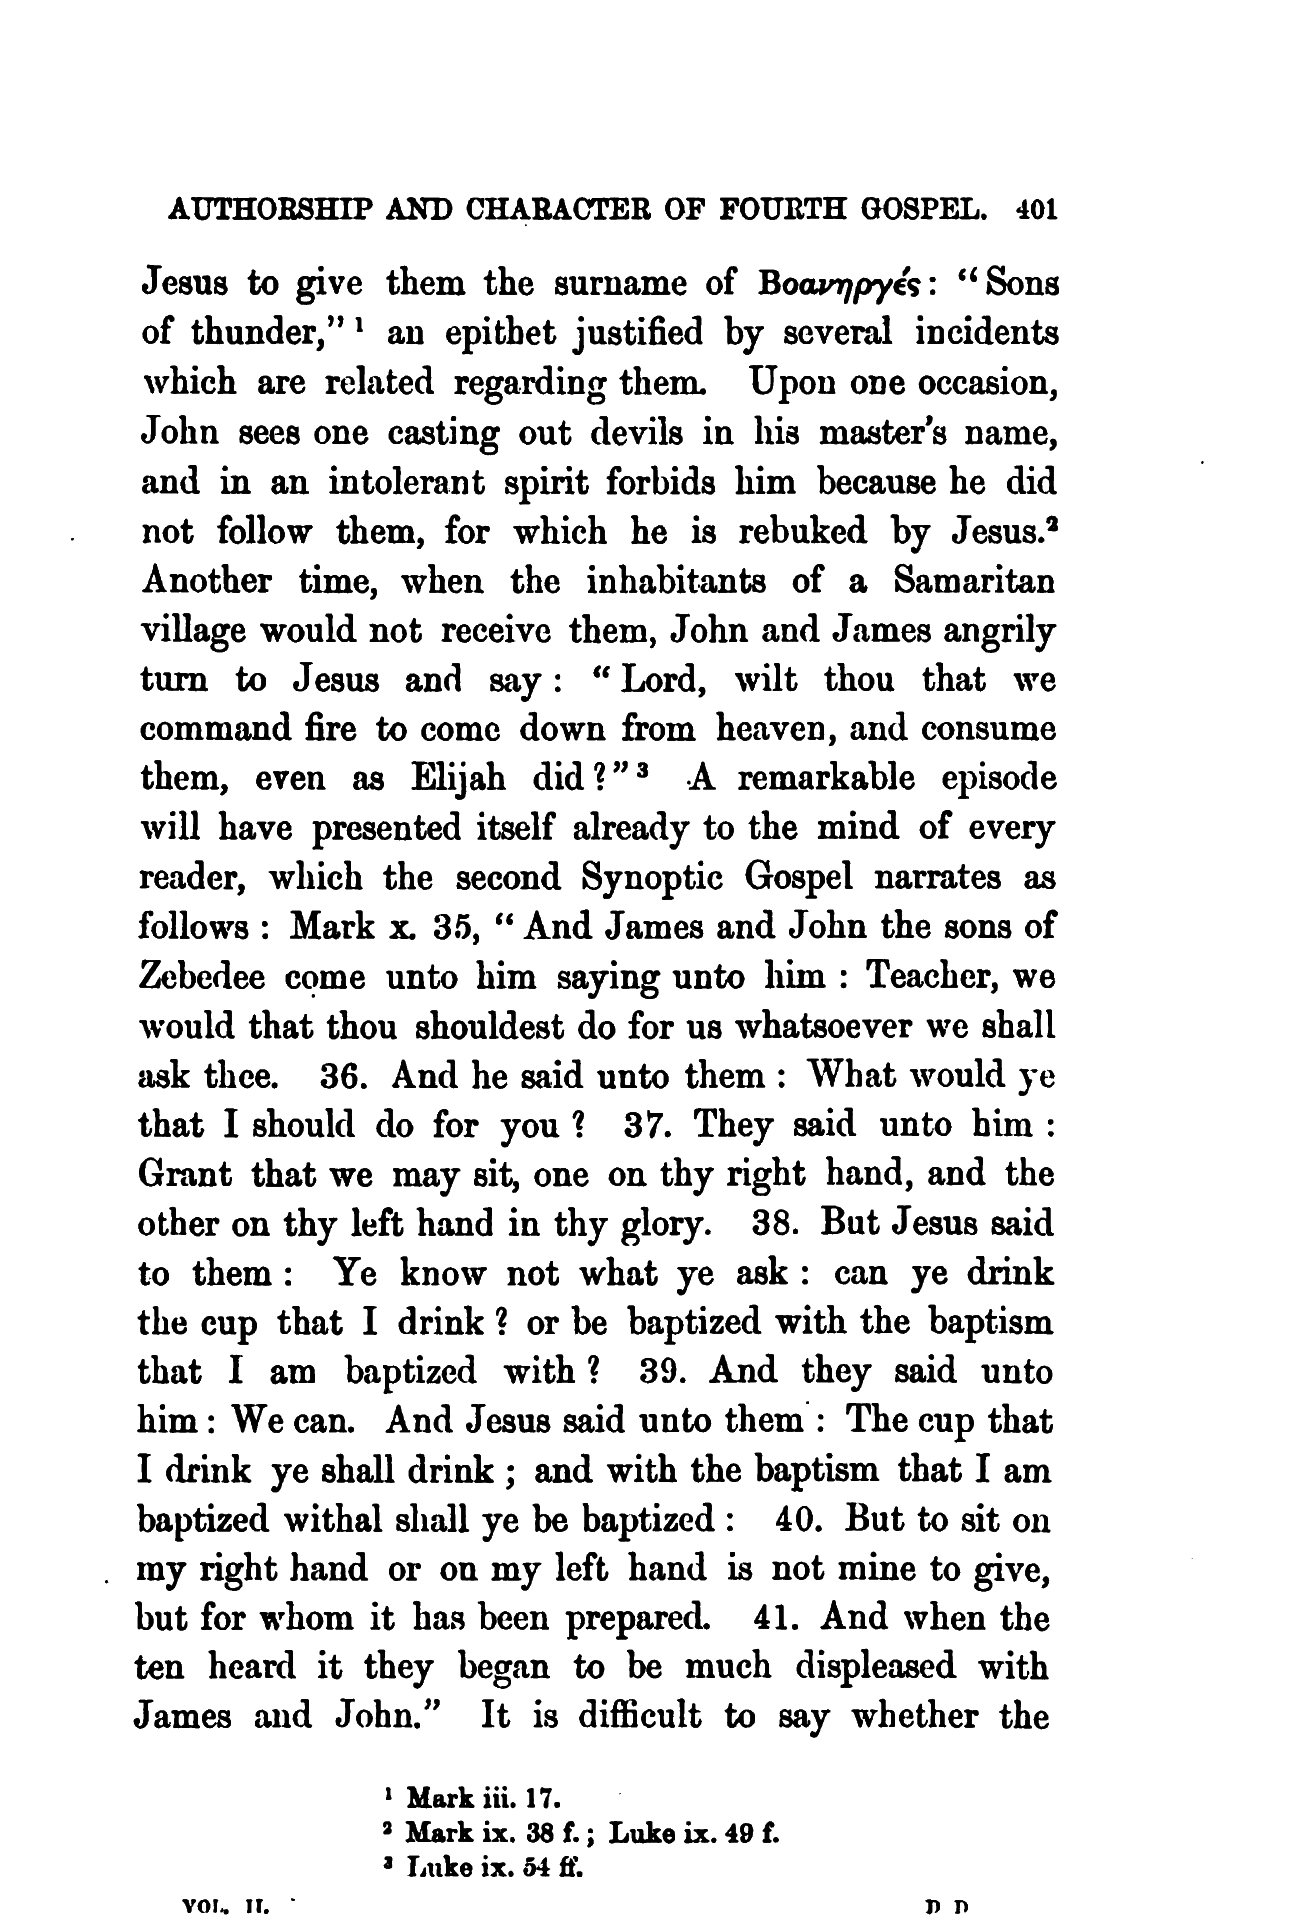 AUTHORSHIP AND CHARACTER OF FOURTH GOSPEL. 401
Jesus to give them the surname of Βοανηργές: “Sons
of thunder,” ¹ an epithet justified by several incidents
which are related regarding them. Upon one occasion,
John sees one casting out devils in his master's name,
and in an intolerant spirit forbids him because he did
not follow them, for which he is rebuked by Jesus.²
Another time, when the inhabitants of a Samaritan
village would not receive them, John and James angrily
turn to Jesus and say : “ Lord, wilt thou that we
command fire to come down from heaven, and consume
them, even as Elijah did ?” ³ A remarkable episode
will have presented itself already to the mind of every
reader, which the second Synoptic Gospel narrates as
follows : Mark x. 35, “ And James and John the sons of
Zebedee come unto him saying unto him : Teacher, we
would that thou shouldest do for us whatsoever we shall
ask thee. 36. And he said unto them : What would ye
that I should do for you ? 37. They said unto him :
Grant that we may sit, one on thy right hand, and the
other on thy left hand in thy glory. 38. But Jesus said
to them : Ye know not what ye ask : can ye drink
the cup that I drink ? or be baptized with the baptism
that I am baptized with ? 39. And they said unto
him : We can. And Jesus said unto them : The cup that
I drink ye shall drink ; and with the baptism that I am
baptized withal shall ye be baptized : 40. But to sit on
my right hand or on my left hand is not mine to give,
but for whom it has been prepared. 41. And when the
ten heard it they began to be much displeased with
James and John.” It is difficult to say whether the
¹ Mark iii. 17.
² Mark ix. 38 f. ; Luke ix. 49 f.
³ Luke ix. 54 ff.
VOL. II. D D